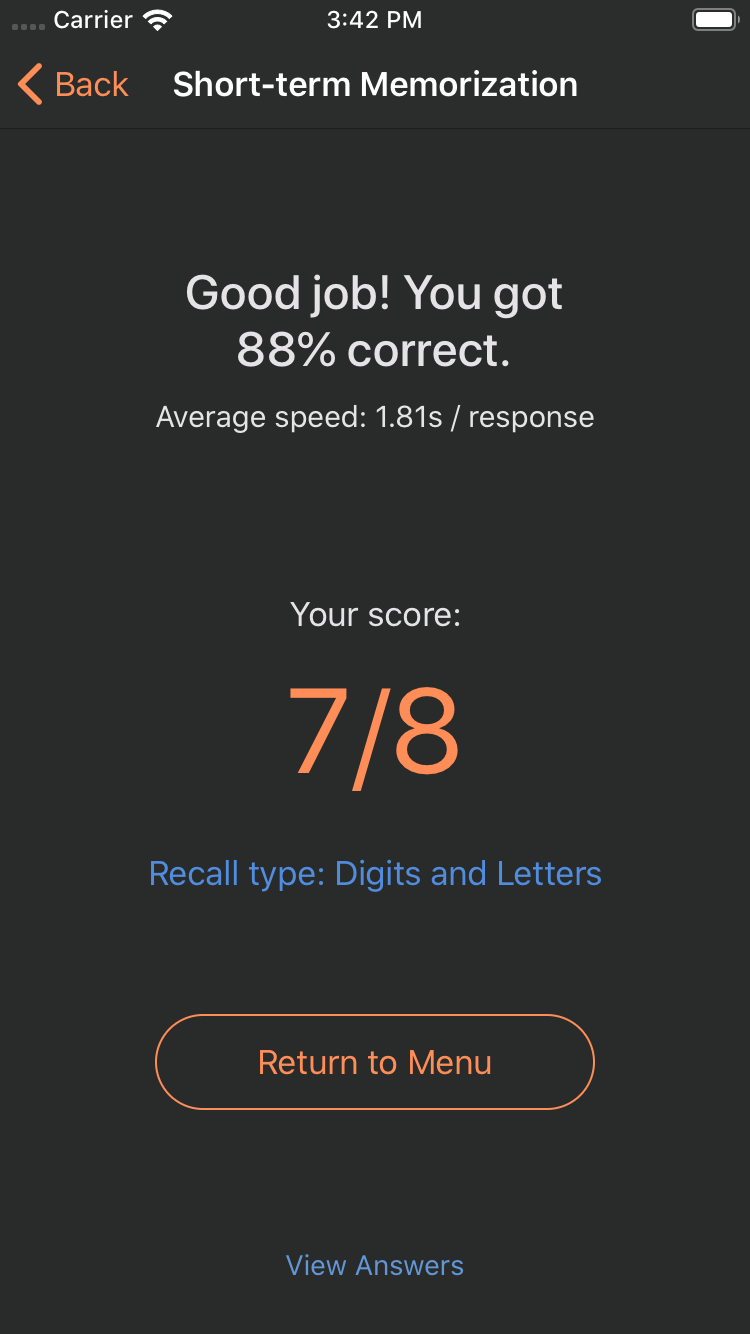 Carrier 3:42 PM
Back Short-term Memorization
Good job! You got
88% correct.
Average speed: 1.81s / response
Your score:
7/8
Recall type: Digits and Letters
Return to Menu
View Answers